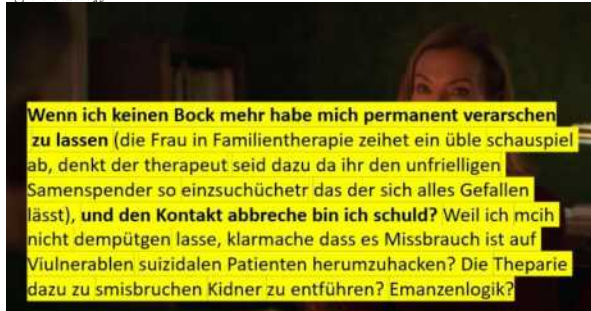 Wenn ich keinen Bock mehr habe mich permanent verarschen
zu lassen (die Frau in Familientherapie zeihet ein üble schauspiel
ab, denkt der therapeut seid dazu da ihr den unfrielligen
Samenspender so einzusuchüchetr das der sich alles Gefallen
lässt), und den Kontakt abbreche bin ich schuld? Weil ich mcih
nicht dempütgen lasse, klarmache dass es Missbrauch ist auf
Viulnerablen suizidalen Patienten herumzuhacken? Die Theparie
dazu zu smisbruchen Kidner zu entführen? Emanzenlogik?